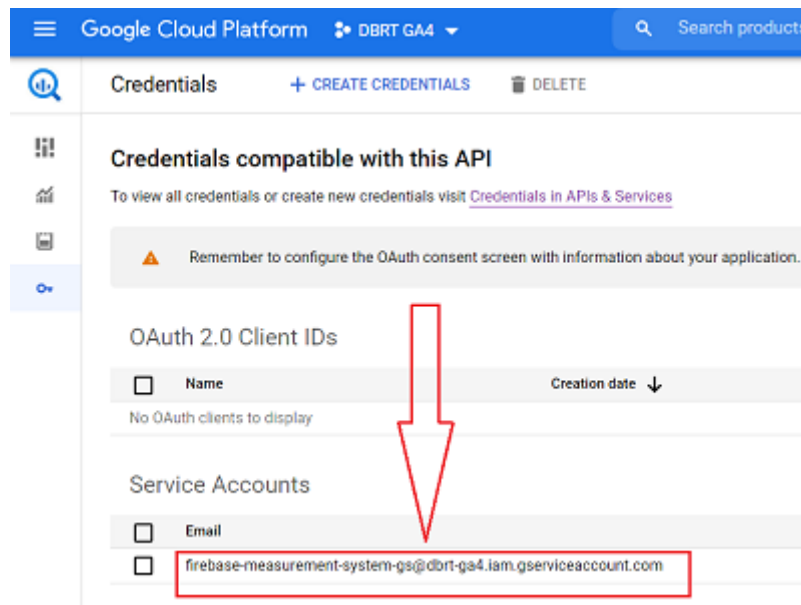 Google Cloud Platform DBRT GA4 Search products
Credentials + CREATE CREDENTIALS DELETE
Credentials compatible with this API
To view all credentials or create new credentials visit Credentials in APIs & Services
Remember to configure the OAuth consent screen with information about your application.
OAuth 2.0 Client IDs
Name Creation date
No OAuth clients to display
Service Accounts
Email
firebase-measurement-system-gs@dbrt-ga4.iam.gserviceaccount.com